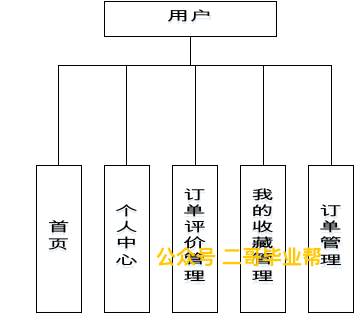 用户
首页
个人中心
订单评价管理
我的收藏管理
订单管理
公众号 二哥毕业帮